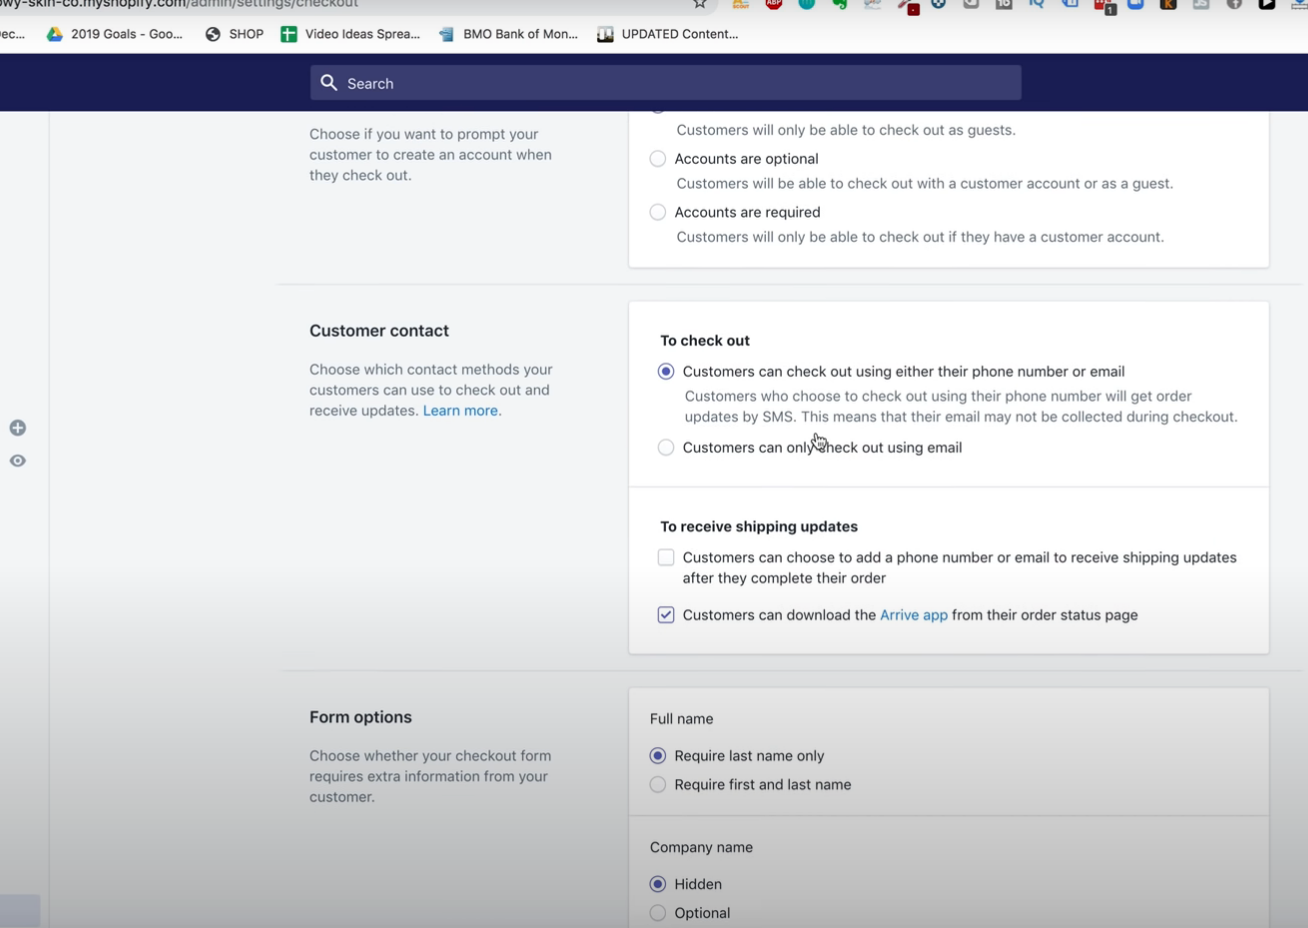 owy-skin-co.myshopify.com/admin/settings/checkout
ec... 2019 Goals - Goo... SHOP Video Ideas Sprea... BMO Bank of Mon... UPDATED Content...
Search
Choose if you want to prompt your
customer to create an account when
they check out.
Customers will only be able to check out as guests.
Accounts are optional
Customers will be able to check out with a customer account or as a guest.
Accounts are required
Customers will only be able to check out if they have a customer account.
Customer contact
Choose which contact methods your
customers can use to check out and
receive updates. Learn more.
To check out
Customers can check out using either their phone number or email
Customers who choose to check out using their phone number will get order
updates by SMS. This means that their email may not be collected during checkout.
Customers can only check out using email
To receive shipping updates
Customers can choose to add a phone number or email to receive shipping updates
after they complete their order
Customers can download the Arrive app from their order status page
Form options
Choose whether your checkout form
requires extra information from your
customer.
Full name
Require last name only
Require first and last name
Company name
Hidden
Optional